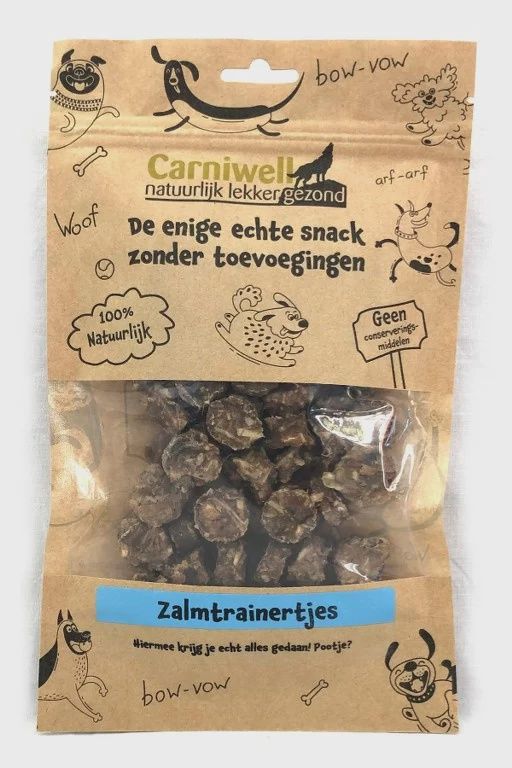 bow-vow
Carniwell
natuurlijk lekker gezond
arf-arf
Woof
De enige echte snack
zonder toevoegingen
100%
Natuurlijk
Geen
conserverings-
middelen
Zalmtrainertjes
Hiermee krijg je echt alles gedaan! Pootje?
bow-vow